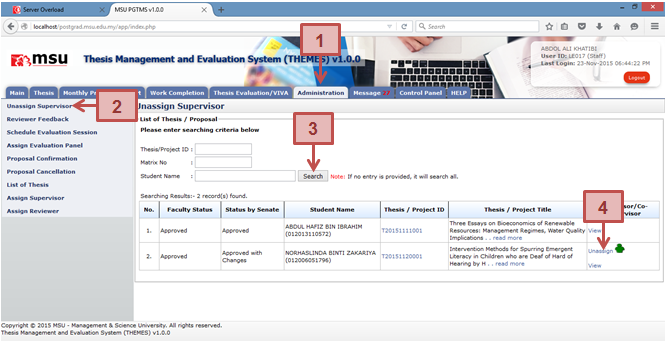 Server Overload
MSU PGTMS v1.0.0
localhost/postgrad.msu.edu.my/app/index.php
Search
msu
Thesis Management and Evaluation System (THEMES) v1.0.0
ABDOL ALI KHATIBI
User ID: LE017 (Staff)
Last Login: 23-Nov-2015 06:44:22 PM
Logout
1
Main Thesis Monthly Pr Work Completion Thesis Evaluation/VIVA Administration Message Control Panel HELP
Unassign Supervisor
2
Reviewer Feedback
Schedule Evaluation Session
Assign Evaluation Panel
Proposal Confirmation
Proposal Cancellation
List of Thesis
Assign Supervisor
Assign Reviewer
Unassign Supervisor
List of Thesis / Proposal
Please enter searching criteria below
3
Thesis/Project ID :
Matrix No :
Student Name : Search Note: If no entry is provided, it will search all.
Searching Results:- 2 record(s) found.
4
No. Faculty Status Status by Senate Student Name Thesis / Project ID Thesis / Project Title sor/Co-
visor
1. Approved Approved ABDUL HAFIZ BIN IBRAHIM
(012013110572) T20151111001 Three Essays on Bioeconomics of Renewable
Resources: Management Regimes, Water Quality
Implications . . read more View
2. Approved Approved with
Changes NORHASLINDA BINTI ZAKARIYA
(012006051796) T20151120001 Intervention Methods for Spurring Emergent
Literacy in Children who are Deaf of Hard of
Hearing by H . . read more Unassign
View
Copyright © 2015 MSU - Management & Science University. All rights reserved.
Thesis Management and Evaluation System (THEMES) v1.0.0